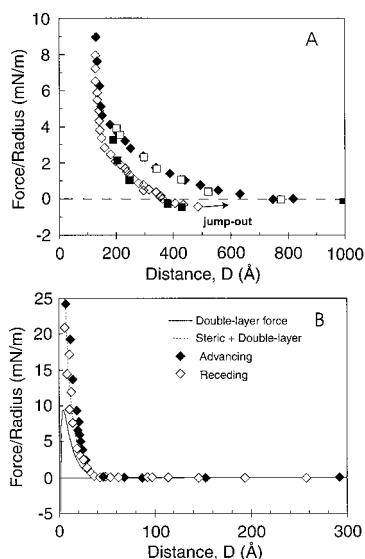 A
Force/Radius (mN/m)
10
8
6
4
2
0
-2
jump-out
0 200 400 600 800 1000
Distance, D (Å)
B
Force/Radius (mN/m)
25
20
15
10
5
0
-5
Double-layer force
Steric + Double-layer
Advancing
Receding
0 100 200 300
Distance, D (Å)